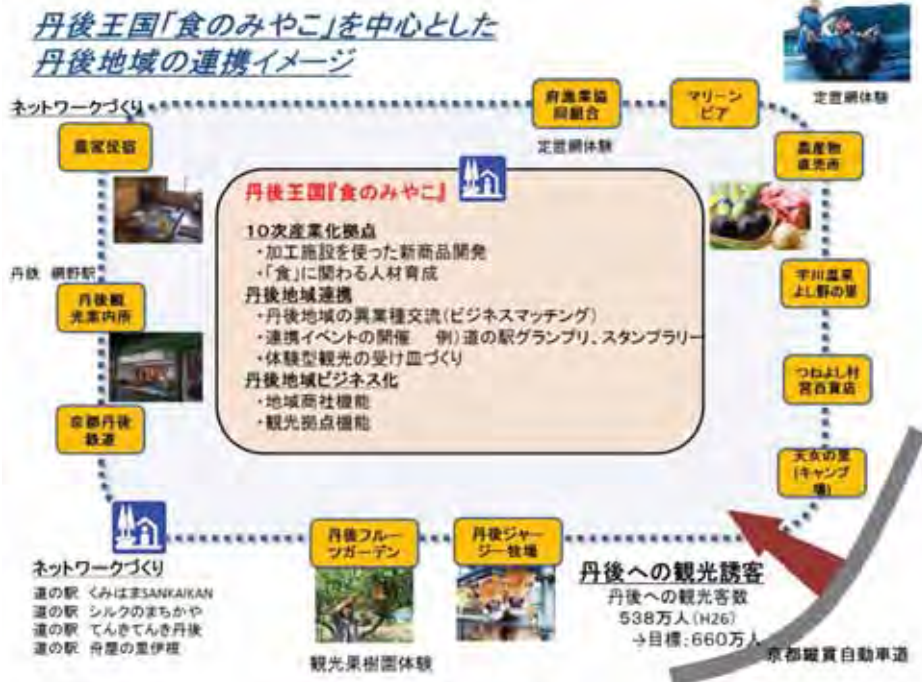 丹後王国「食のみやこ」を中心とした
丹後地域の連携イメージ
定置網体験
ネットワークづくり
府漁業協
同組合
マリーン
ピア
定置網体験
農家民宿
農産物
直売所
丹後王国『食のみやこ』
10次産業化拠点
・加工施設を使った新商品開発
・「食」に関わる人材育成
丹後地域連携
・丹後地域の異業種交流(ビジネスマッチング)
・連携イベントの開催 例)道の駅グランプリ、スタンプラリー
・体験型観光の受け皿づくり
丹後地域ビジネス化
・地域商社機能
・観光拠点機能
丹鉄 網野駅
丹後観
光案内所
宇川温泉
よし野の里
つねよし村
宮百貨店
京都丹後
鉄道
天女の里
(キャンプ
場)
丹後フルー
ツガーデン
丹後ジャー
ジー牧場
ネットワークづくり
道の駅 くみはまSANKAIKAN
道の駅 シルクのまちかや
道の駅 てんきてんき丹後
道の駅 舟屋の里伊根
観光果樹園体験
丹後への観光誘客
丹後への観光客数
538万人(H26)
→目標:660万人
京都縦貫自動車道